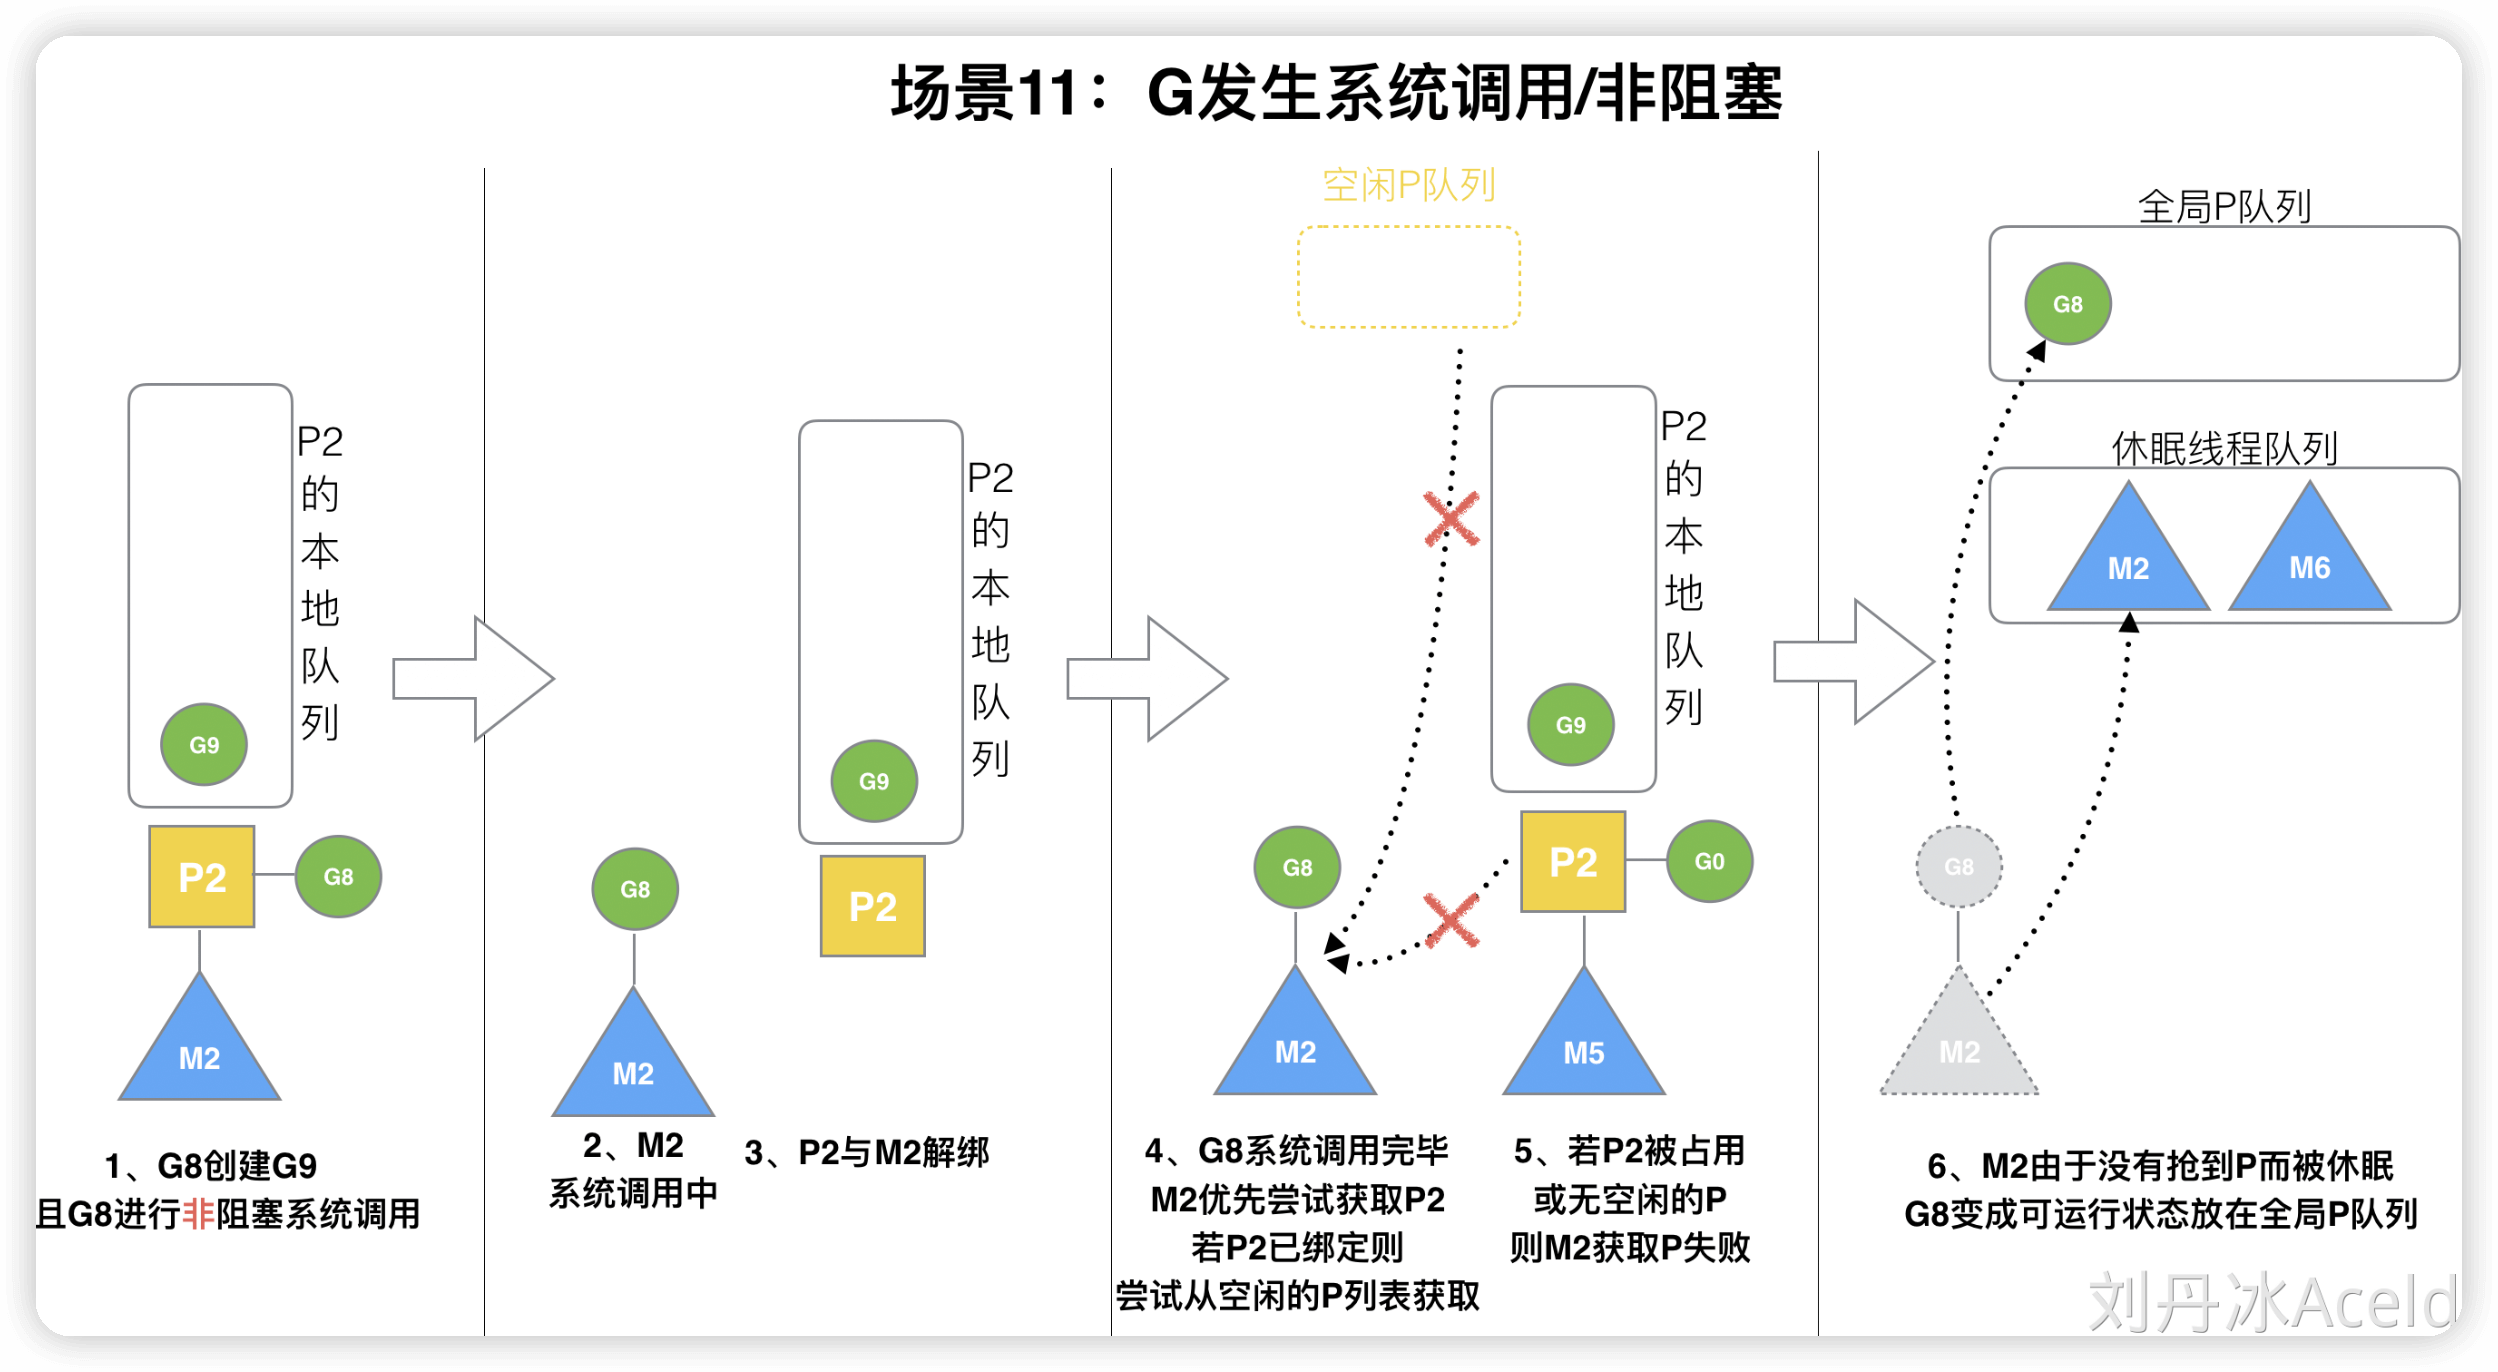 场景11：G发生系统调用/非阻塞
P2的本地队列
G9
P2
G8
M2
1、G8创建G9
且G8进行非阻塞系统调用
P2的本地队列
G9
G8
P2
M2
2、M2
系统调用中
3、P2与M2解绑
空闲P队列
P2的本地队列
G9
G8
P2
G0
M2
M5
4、G8系统调用完毕
M2优先尝试获取P2
若P2已绑定则
尝试从空闲的P列表获取
5、若P2被占用
或无空闲的P
则M2获取P失败
全局P队列
G8
休眠线程队列
M2
M6
G8
M2
6、M2由于没有抢到P而被休眠
G8变成可运行状态放在全局P队列
刘丹冰Aceld